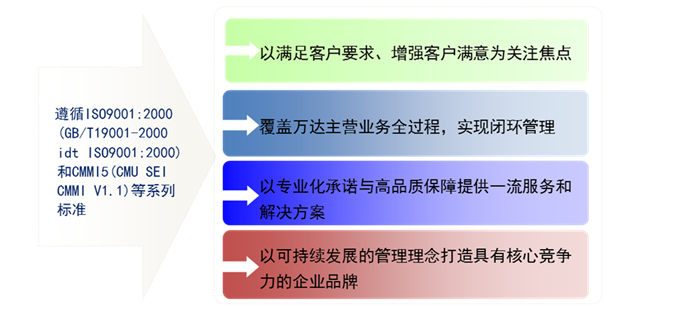 遵循ISO9001:2000
(GB/T19001-2000
idt ISO9001:2000)
和CMMI5(CMU SEI
CMMI V1.1)等系列
标准
以满足客户要求、增强客户满意为关注焦点
覆盖万达主营业务全过程，实现闭环管理
以专业化承诺与高品质保障提供一流服务和
解决方案
以可持续发展的管理理念打造具有核心竞争
力的企业品牌